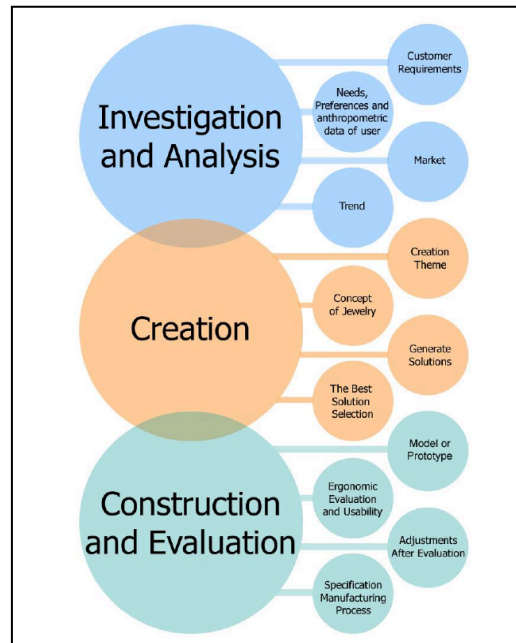 Investigation
and Analysis
Customer
Requirements
Needs,
Preferences and
anthropometric
data of user
Market
Trend
Creation
Creation
Theme
Concept
of Jewelry
Generate
Solutions
The Best
Solution
Selection
Construction
and Evaluation
Model or
Prototype
Ergonomic
Evaluation
and Usability
Adjustments
After Evaluation
Specification
Manufacturing
Process